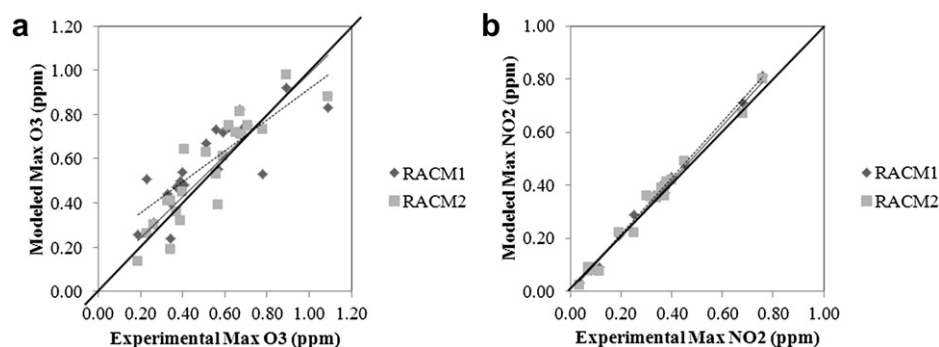 a
Modeled Max O3 (ppm)
1.20
1.00
0.80
0.60
0.40
0.20
0.00
0.00 0.20 0.40 0.60 0.80 1.00 1.20
Experimental Max O3 (ppm)
RACM1
RACM2
b
Modeled Max NO2 (ppm)
1.00
0.80
0.60
0.40
0.20
0.00
0.00 0.20 0.40 0.60 0.80 1.00
Experimental Max NO2 (ppm)
RACM1
RACM2